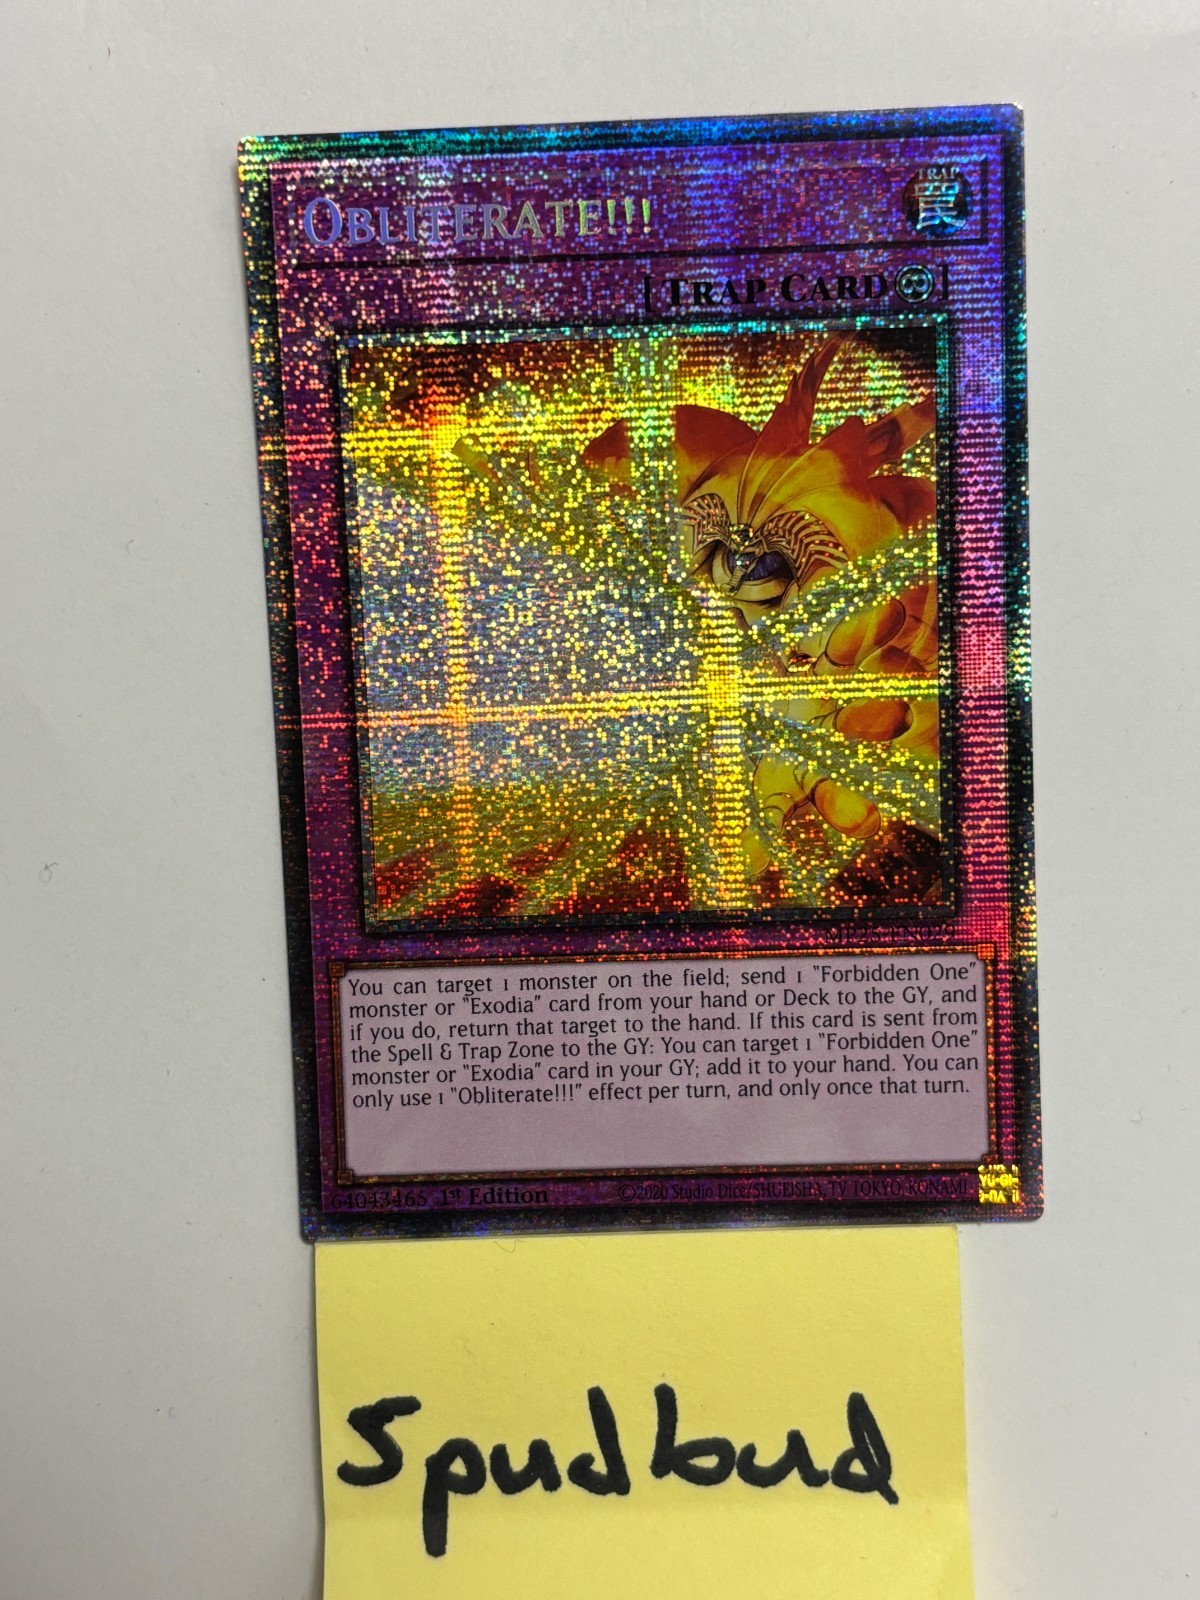 OBLITERATE!!!
TRAP
罠
[ TRAP CARD ]
You can target 1 monster on the field; send 1 "Forbidden One"
monster or "Exodia" card from your hand or Deck to the GY, and
if you do, return that target to the hand. If this card is sent from
the Spell & Trap Zone to the GY: You can target 1 "Forbidden One"
monster or "Exodia" card in your GY; add it to your hand. You can
only use 1 "Obliterate!!!" effect per turn, and only once that turn.
64043465 1st Edition
©2020 Studio Dice/SHUEISHA, TV TOKYO, KONAMI
Spudbud